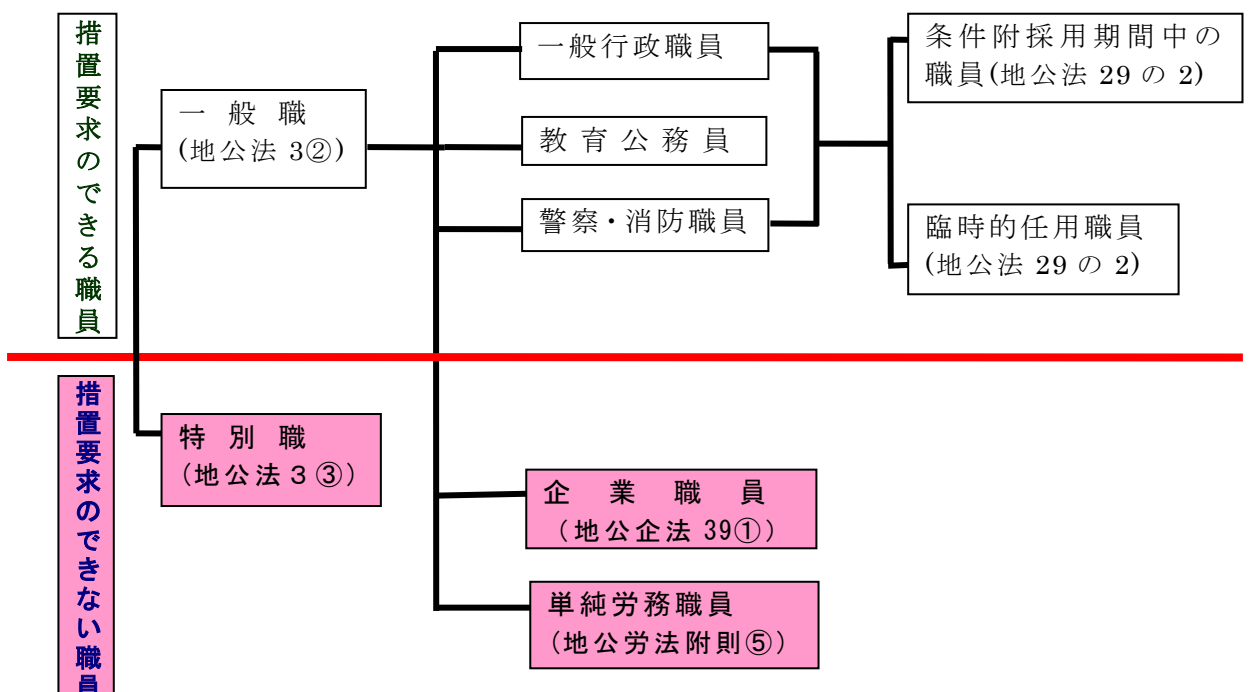 措置要求のできる職員
一般職
(地公法 3②)
一般行政職員
教育公務員
警察・消防職員
条件附採用期間中の
職員(地公法 29 の 2)
臨時的任用職員
(地公法 29 の 2)
措置要求のできない職員
特別職
(地公法３③)
企業職員
(地公企法 39①)
単純労務職員
(地公労法附則⑤)